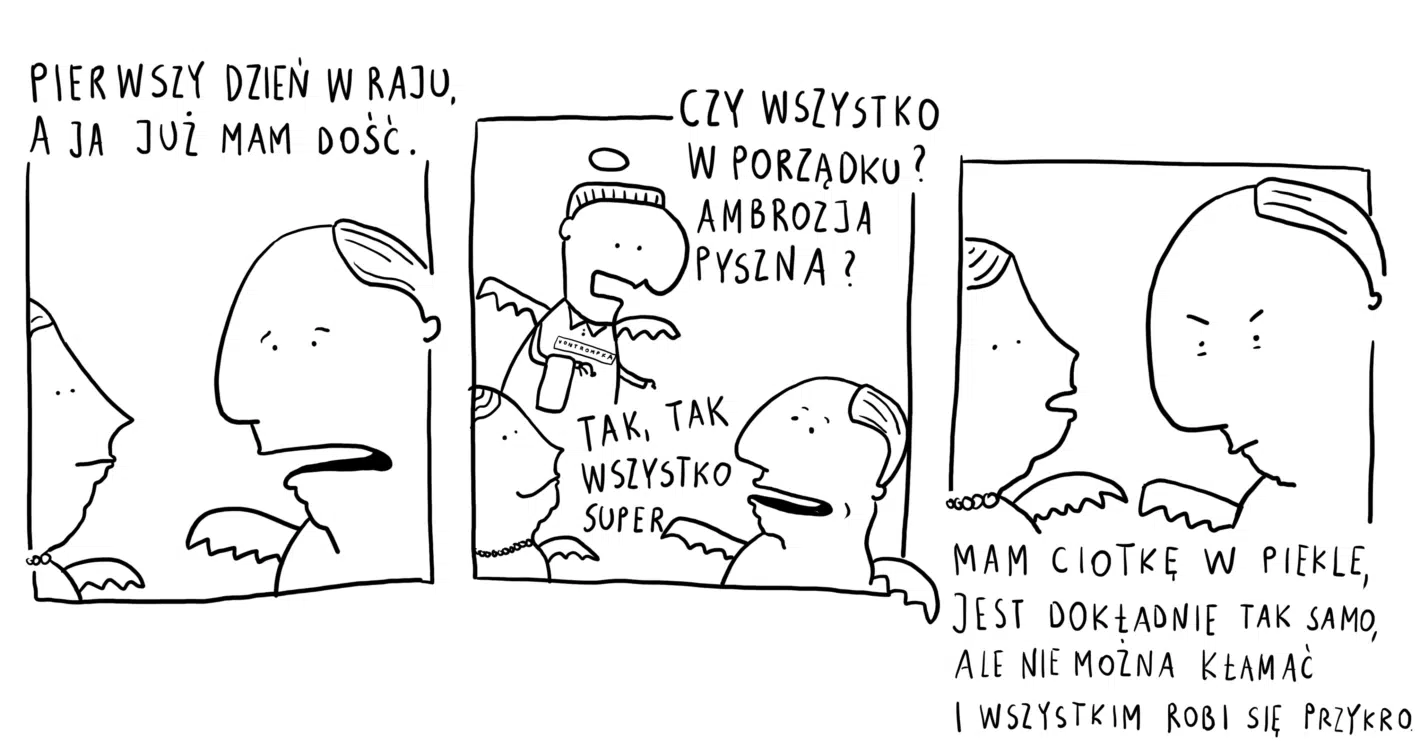 PIERWSZY DZIEŃ W RAJU,
A JA JUŻ MAM DOŚĆ.
CZY WSZYSTKO
W PORZĄDKU?
AMBROZJA
PYSZNA?
KONTROMPKA
TAK, TAK
WSZYSTKO
SUPER
MAM CIOTKĘ W PIEKLE,
JEST DOKŁADNIE TAK SAMO,
ALE NIE MOŻNA KŁAMAĆ
I WSZYSTKIM ROBI SIĘ PRZYKRO.